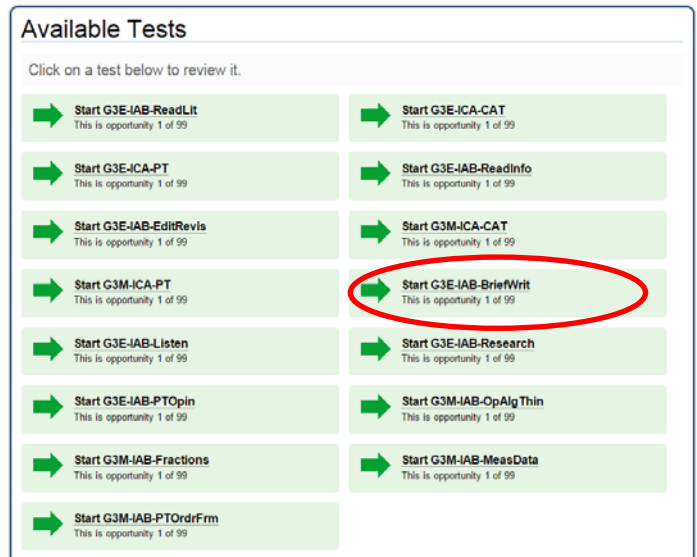 Available Tests
Click on a test below to review it.
Start G3E-IAB-ReadLit
This is opportunity 1 of 99
Start G3E-ICA-CAT
This is opportunity 1 of 99
Start G3E-ICA-PT
This is opportunity 1 of 99
Start G3E-IAB-ReadInfo
This is opportunity 1 of 99
Start G3E-IAB-EditRevis
This is opportunity 1 of 99
Start G3M-ICA-CAT
This is opportunity 1 of 99
Start G3M-ICA-PT
This is opportunity 1 of 99
Start G3E-IAB-BriefWrit
This is opportunity 1 of 99
Start G3E-IAB-Listen
This is opportunity 1 of 99
Start G3E-IAB-Research
This is opportunity 1 of 99
Start G3E-IAB-PTOpin
This is opportunity 1 of 99
Start G3M-IAB-OpAlgThin
This is opportunity 1 of 99
Start G3M-IAB-Fractions
This is opportunity 1 of 99
Start G3M-IAB-MeasData
This is opportunity 1 of 99
Start G3M-IAB-PTOrdrFrm
This is opportunity 1 of 99